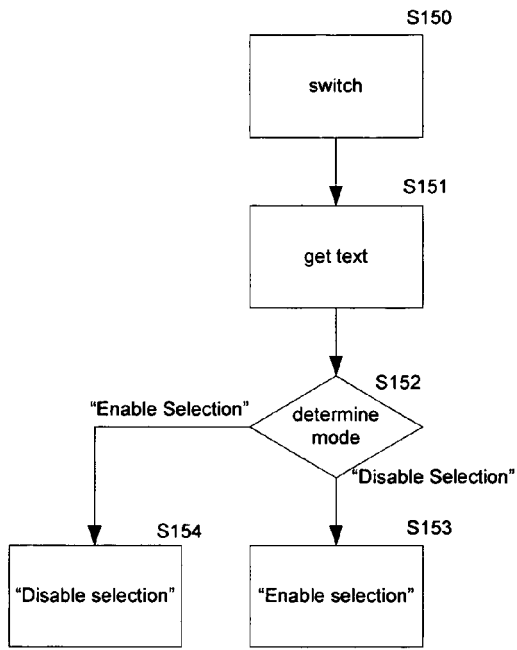 S150
switch
S151
get text
S152
"Enable Selection"
determine
mode
"Disable Selection"
S154
S153
"Disable selection"
"Enable selection"